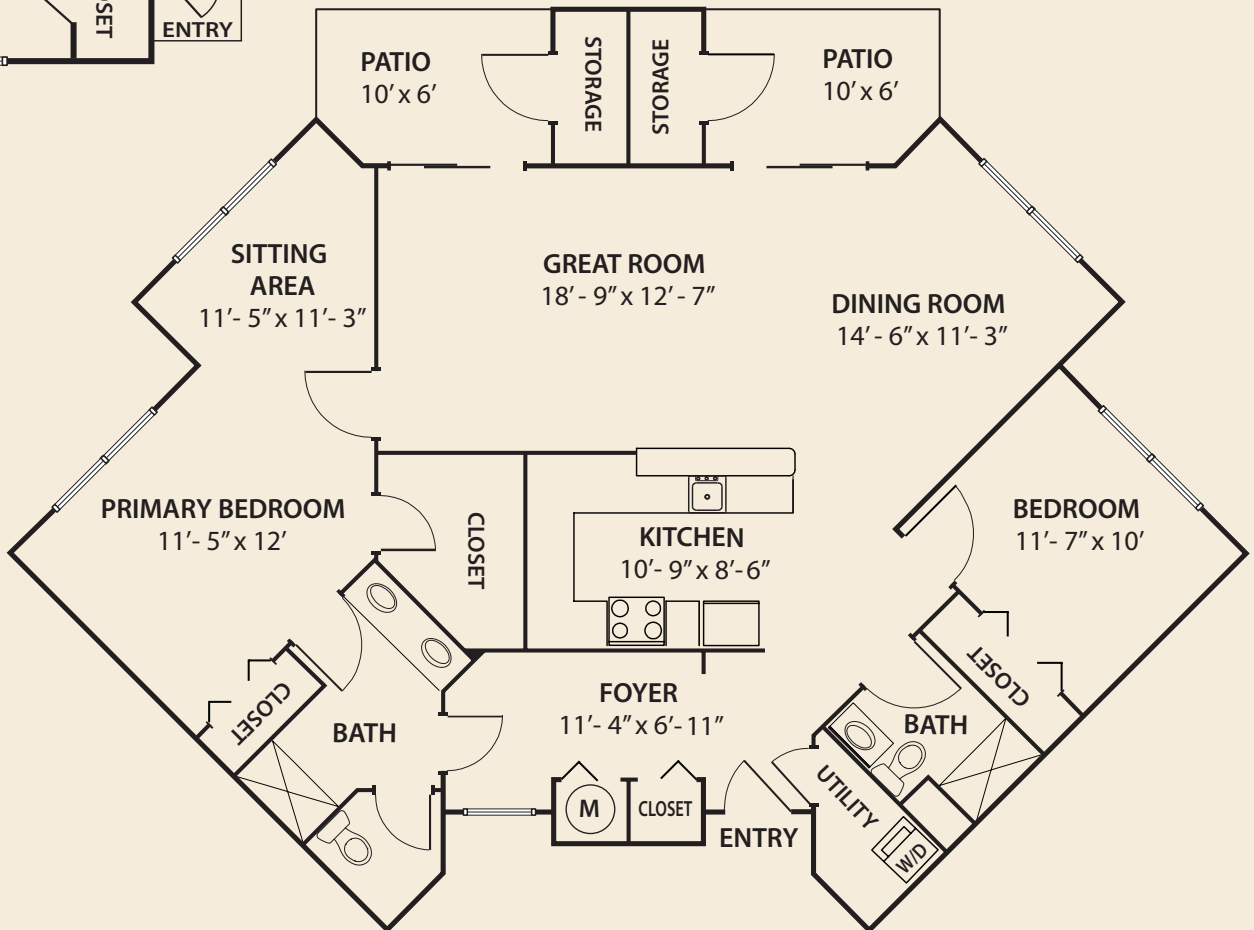 SET
ENTRY
PATIO
10' x 6'
STORAGE
STORAGE
PATIO
10' x 6'
SITTING
AREA
11'- 5" x 11'- 3"
GREAT ROOM
18' - 9" x 12' - 7"
DINING ROOM
14' - 6" x 11'- 3"
PRIMARY BEDROOM
11'- 5" x 12'
CLOSET
KITCHEN
10'- 9" x 8'-6"
BEDROOM
11'- 7" x 10'
CLOSET
BATH
FOYER
11'- 4" x 6'-11"
CLOSET
BATH
UTILITY
W/D
M
CLOSET
ENTRY